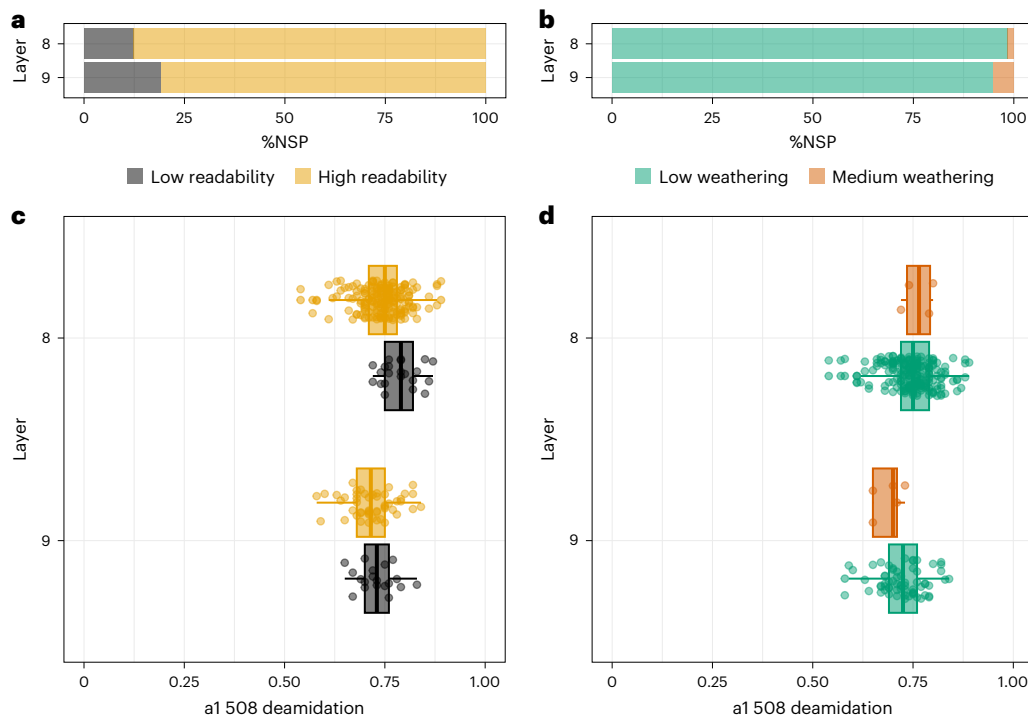 a
Layer
8
9
0 25 50 75 100
%NSP
Low readability High readability
b
Layer
8
9
0 25 50 75 100
%NSP
Low weathering Medium weathering
c
Layer
8
9
0 0.25 0.50 0.75 1.00
a1 508 deamidation
d
Layer
8
9
0 0.25 0.50 0.75 1.00
a1 508 deamidation